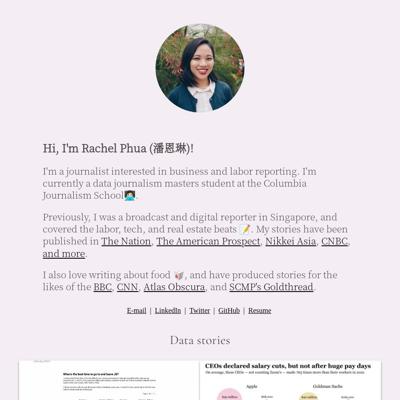 Hi, I'm Rachel Phua (潘恩琳)!
I'm a journalist interested in business and labor reporting. I'm
currently a data journalism masters student at the Columbia
Journalism School👩🏻‍💻.
Previously, I was a broadcast and digital reporter in Singapore, and
covered the labor, tech, and real estate beats 📝. My stories have been
published in The Nation, The American Prospect, Nikkei Asia, CNBC,
and more.
I also love writing about food 🥡, and have produced stories for the
likes of the BBC, CNN, Atlas Obscura, and SCMP's Goldthread.
E-mail | LinkedIn | Twitter | GitHub | Resume
Data stories
CEOs declared salary cuts, but not after huge pay days
Apple Goldman Sachs